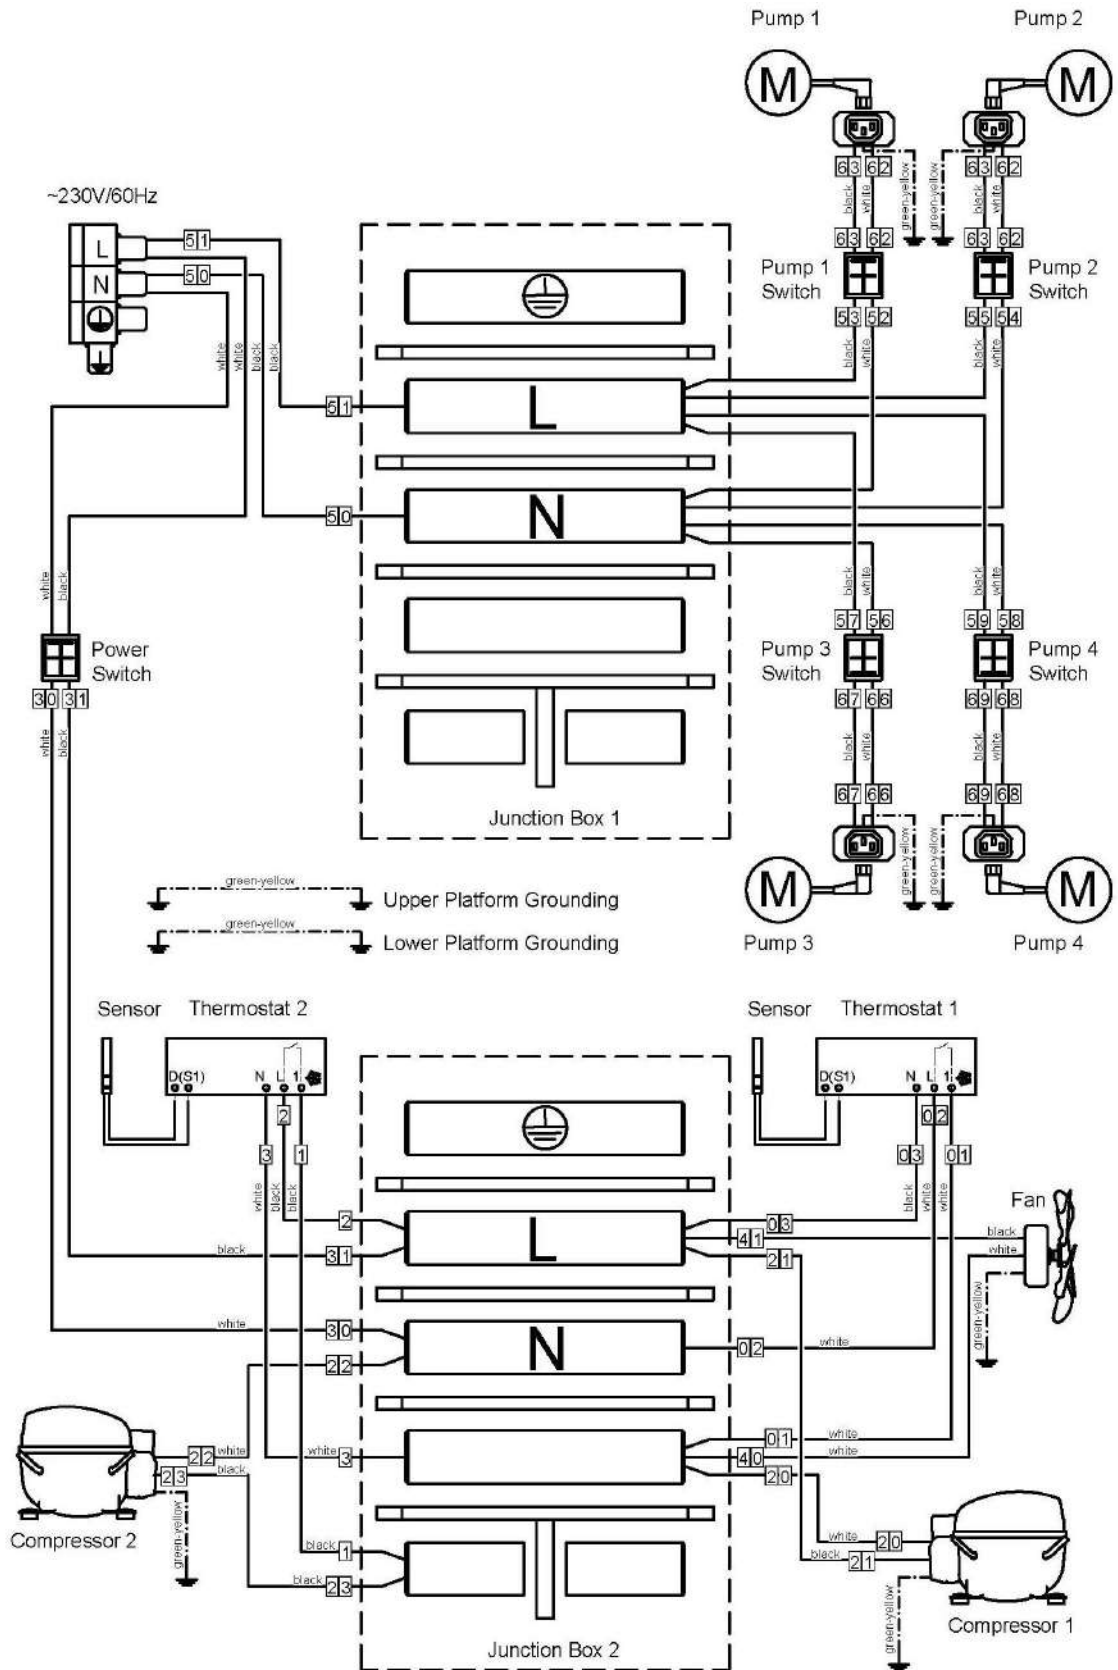 Pump 1
Pump 2
M
M
63 62
63 62
black
white
green-yellow
green-yellow
black
white
~230V/60Hz
L
N
51
50
63 62
63 62
Pump 1
Switch
Pump 2
Switch
53 52
55 54
white
white
black
black
black
white
black
white
51
L
50
N
white
black
black
white
black
white
57 56
59 58
Power
Switch
Pump 3
Switch
Pump 4
Switch
30 31
67 66
69 68
white
black
black
white
black
white
67 66
69 68
Junction Box 1
green-yellow
green-yellow
M
M
Pump 3
Pump 4
green-yellow
Upper Platform Grounding
green-yellow
Lower Platform Grounding
Sensor
Thermostat 2
Sensor
Thermostat 1
D(S1)
N L 1
D(S1)
N L 1
2
02
3
1
03
01
white
black
black
black
white
white
2
L
03
41
21
black
31
Fan
black
white
green-yellow
white
30
22
N
02
white
22
white
23
black
white
3
01
white
40
white
20
Compressor 2
green-yellow
black
1
black
23
white
20
black
21
green-yellow
Compressor 1
Junction Box 2